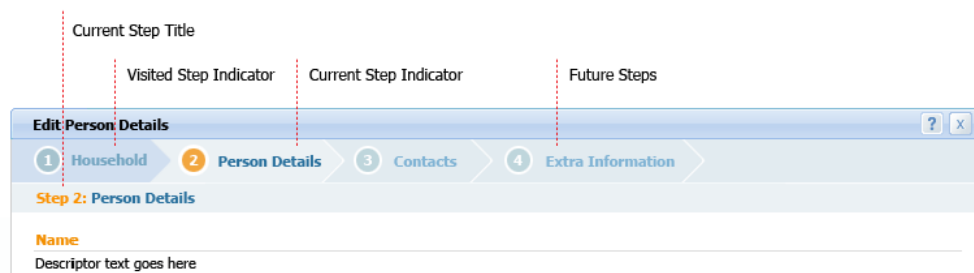 Current Step Title
Visited Step Indicator Current Step Indicator Future Steps
Edit Person Details ? X
1 Household 2 Person Details 3 Contacts 4 Extra Information
Step 2: Person Details
Name
Descriptor text goes here